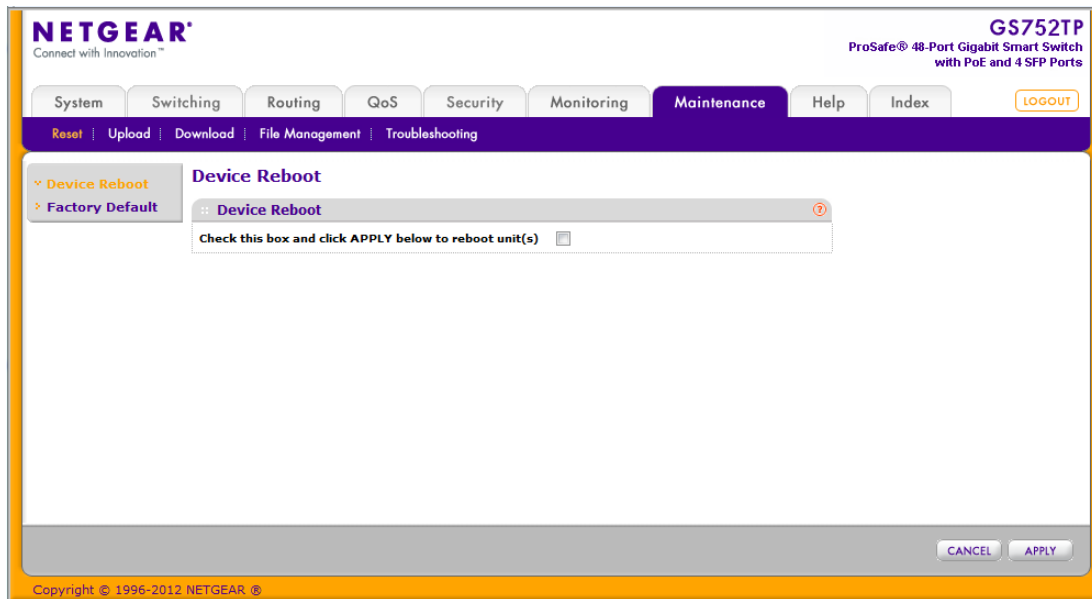 NETGEAR®
Connect with Innovation™
GS752TP
ProSafe® 48-Port Gigabit Smart Switch
with PoE and 4 SFP Ports
System Switching Routing QoS Security Monitoring Maintenance Help Index LOGOUT
Reset | Upload | Download | File Management | Troubleshooting
Device Reboot
Factory Default
Device Reboot
Device Reboot ?
Check this box and click APPLY below to reboot unit(s)
CANCEL APPLY
Copyright © 1996-2012 NETGEAR ®